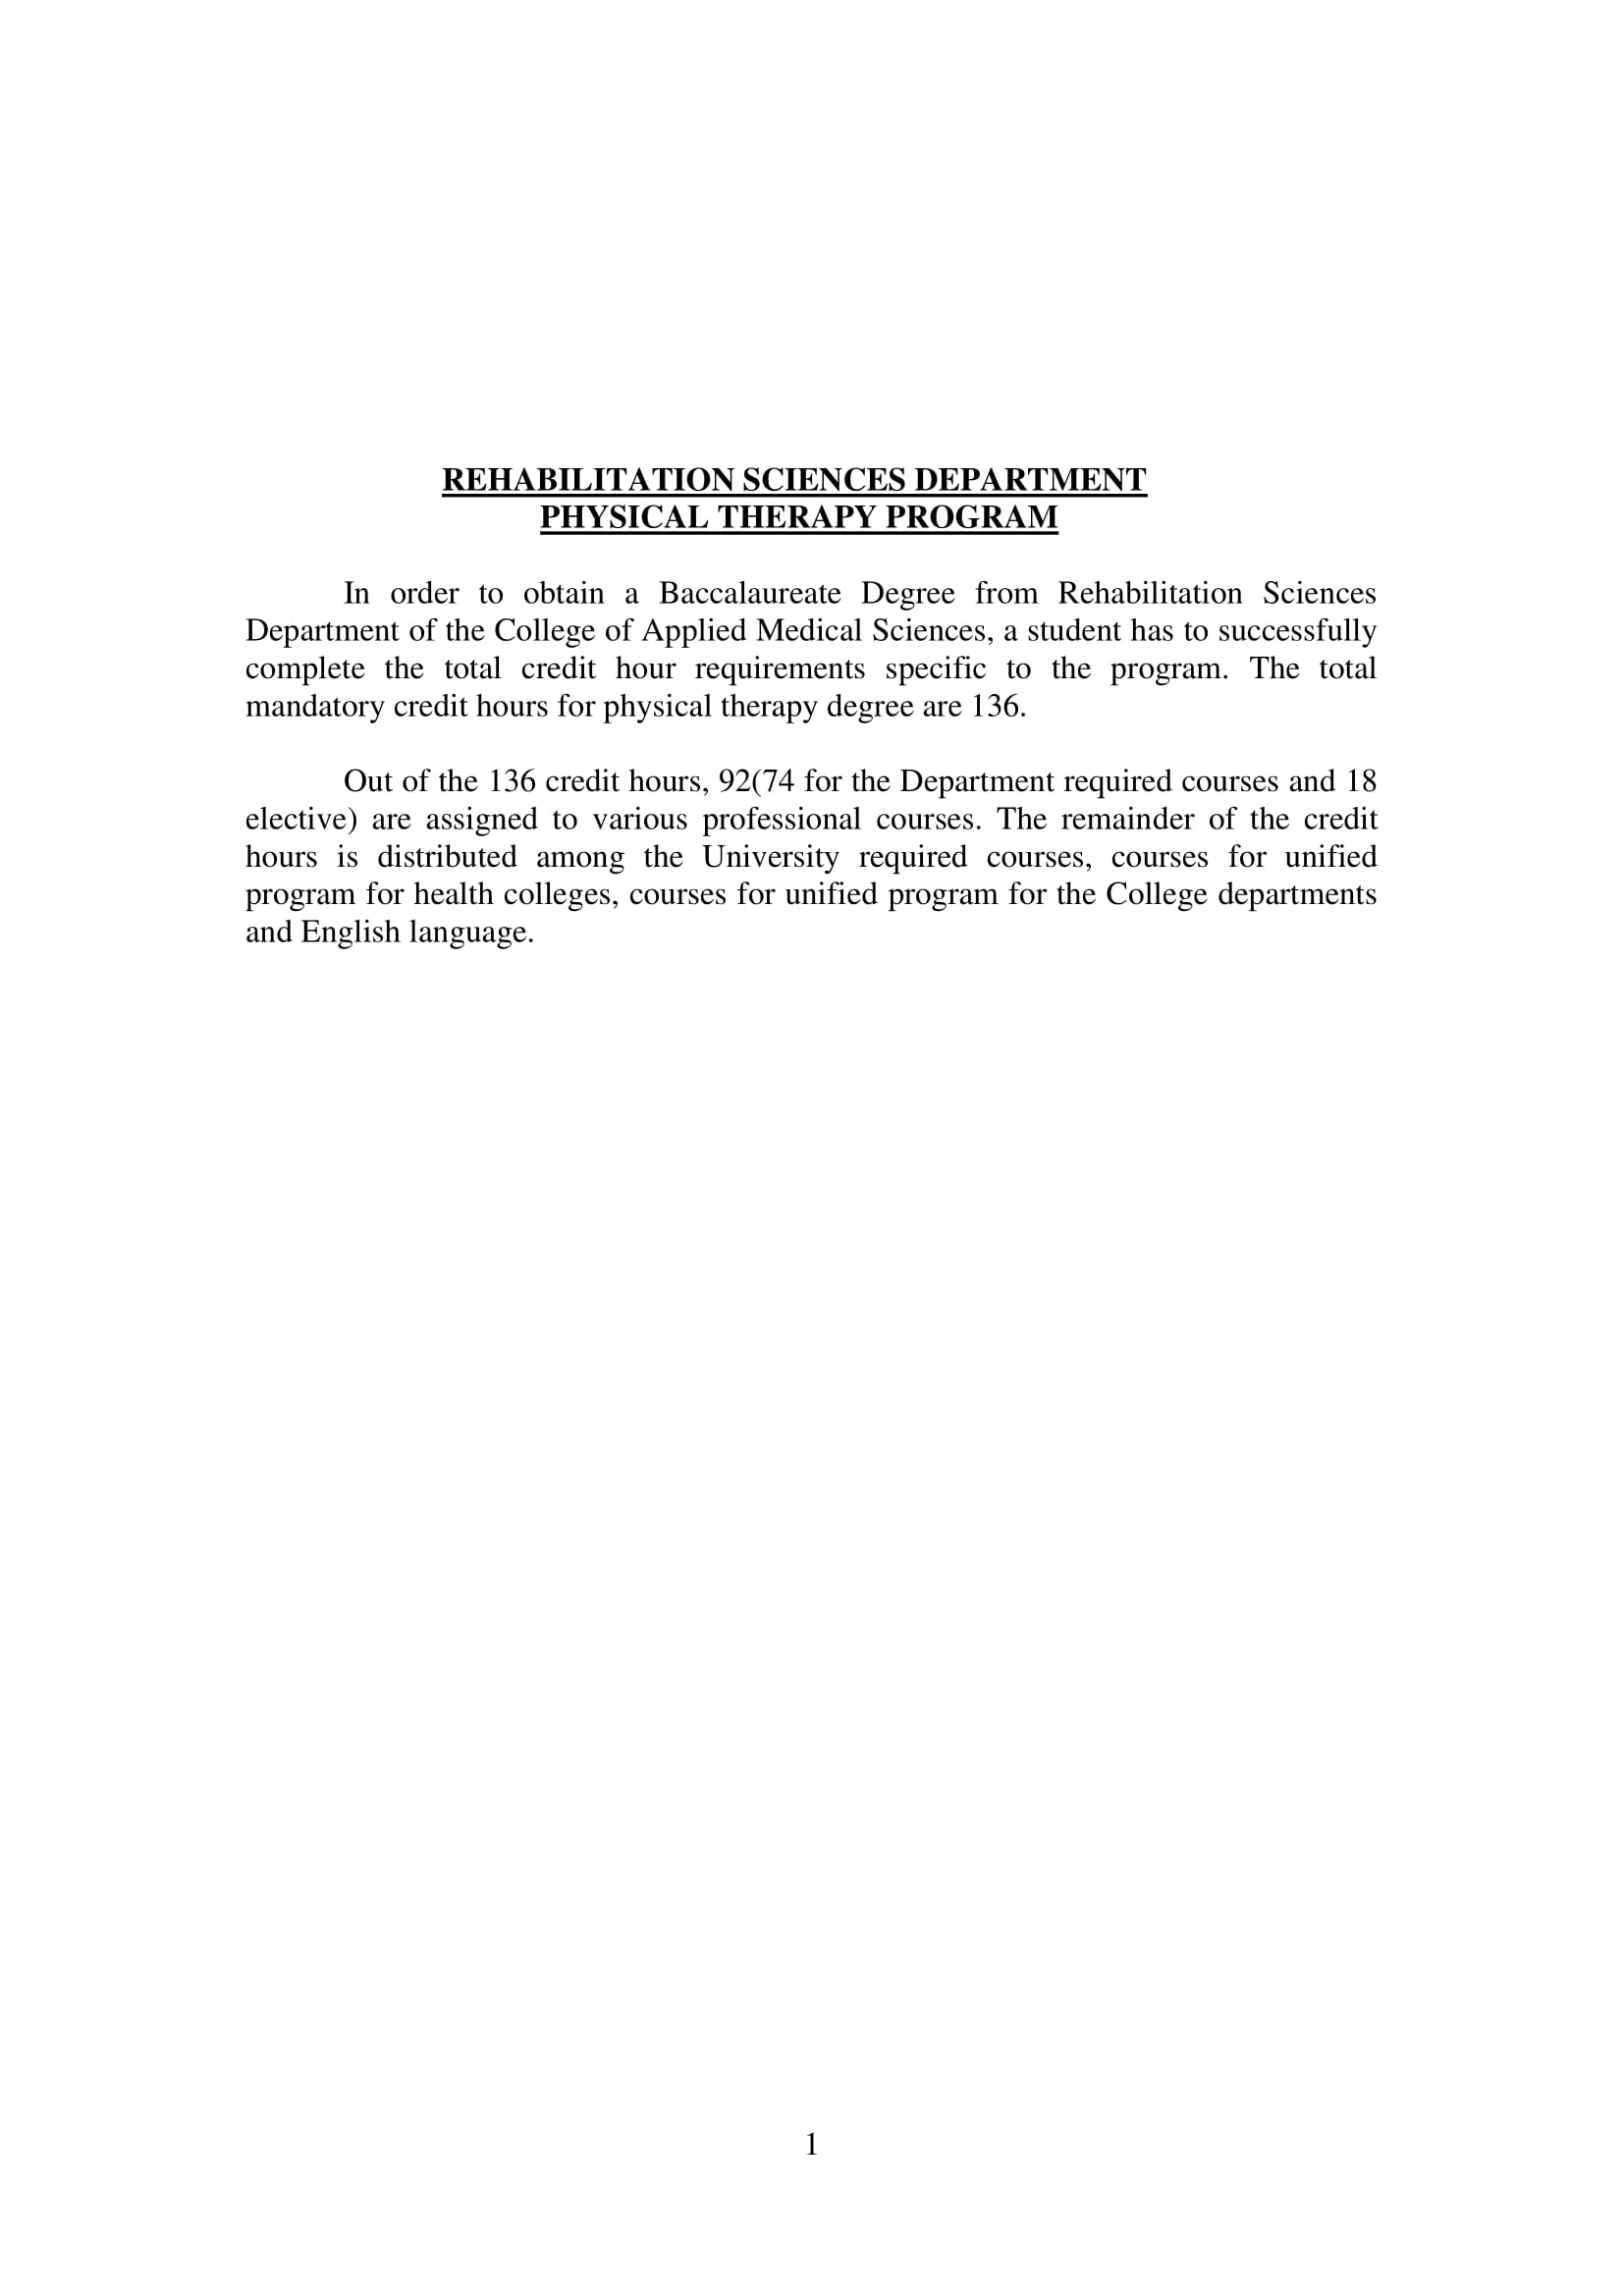 REHABILITATION SCIENCES DEPARTMENT
PHYSICAL THERAPY PROGRAM
In order to obtain a Baccalaureate Degree from Rehabilitation Sciences
Department of the College of Applied Medical Sciences, a student has to successfully
complete the total credit hour requirements specific to the program. The total
mandatory credit hours for physical therapy degree are 136.
Out of the 136 credit hours, 92(74 for the Department required courses and 18
elective) are assigned to various professional courses. The remainder of the credit
hours is distributed among the University required courses, courses for unified
program for health colleges, courses for unified program for the College departments
and English language.
1